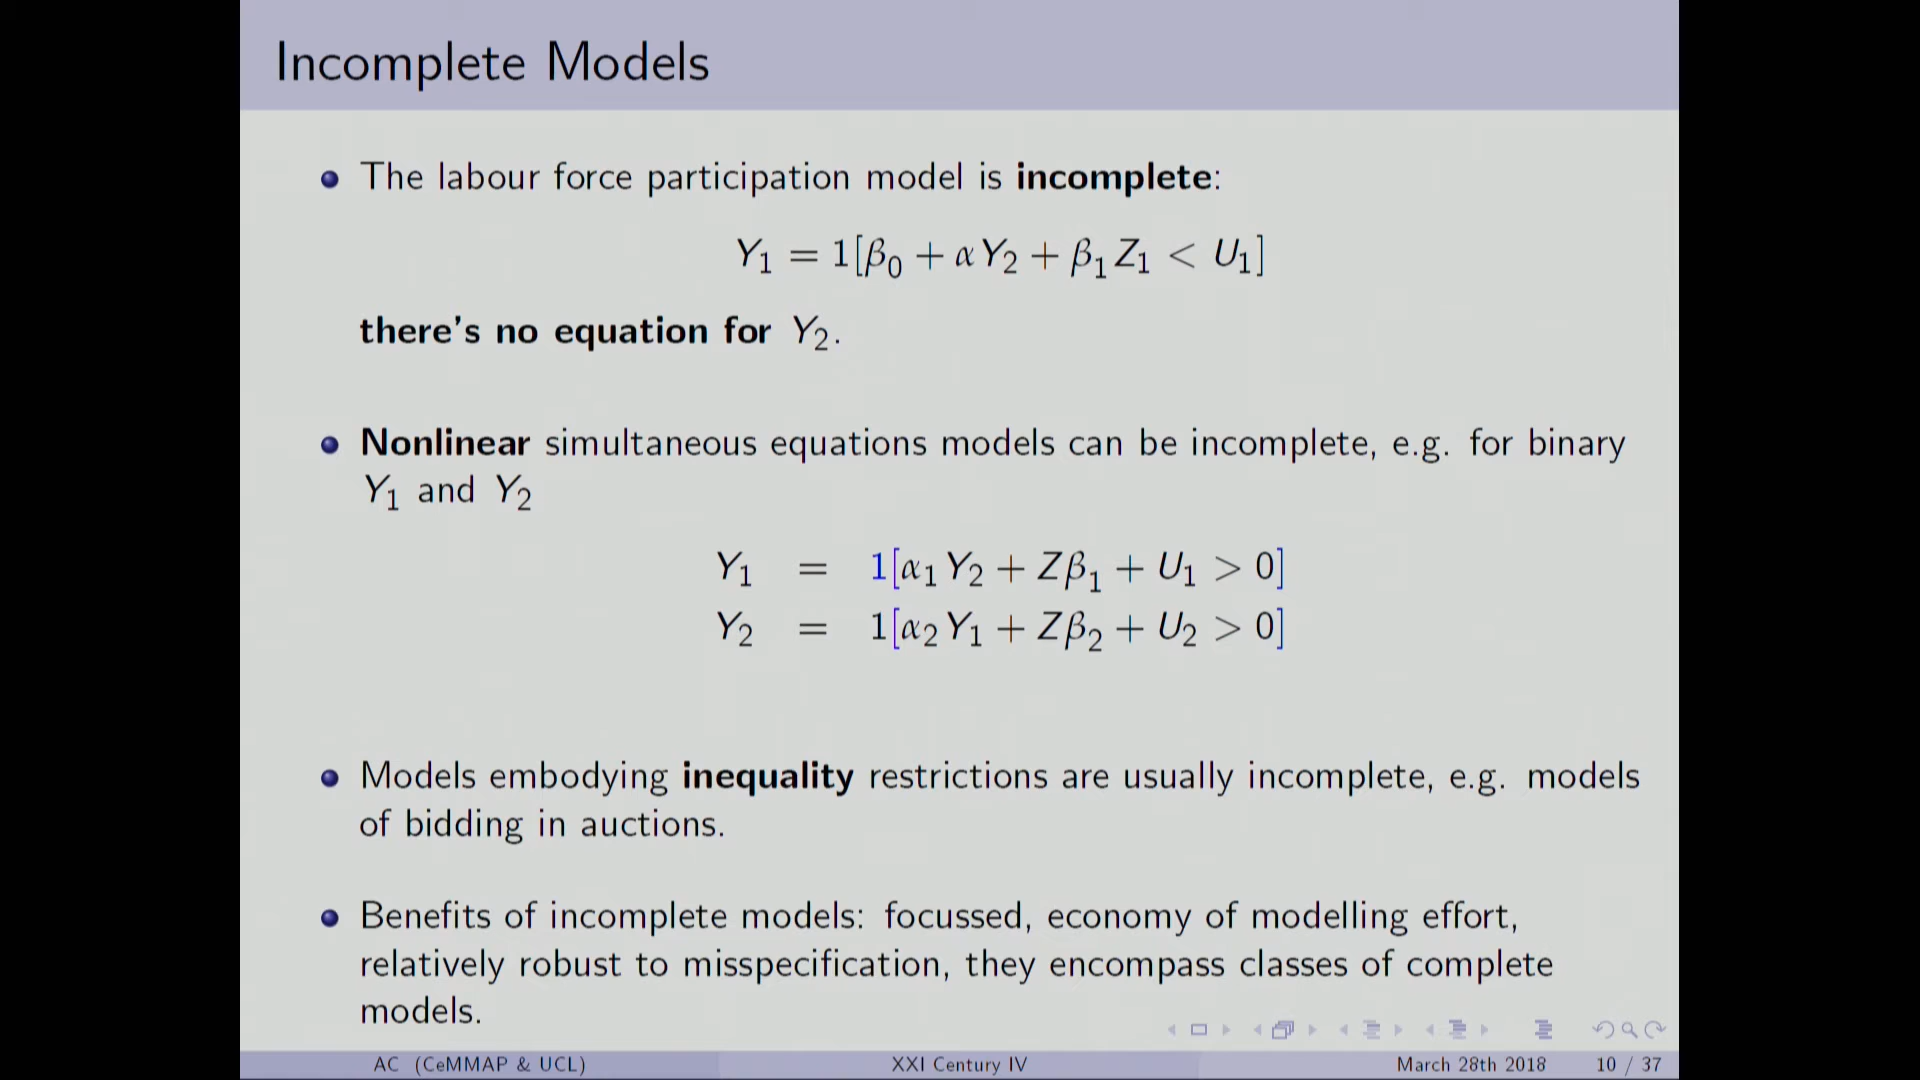 Incomplete Models
The labour force participation model is incomplete:
Y₁ = 1[β₀ + αY₂ + β₁Z₁ < U₁]
there's no equation for Y₂.
Nonlinear simultaneous equations models can be incomplete, e.g. for binary
Y₁ and Y₂
Y₁ = 1[α₁Y₂ + Zβ₁ + U₁ > 0]
Y₂ = 1[α₂Y₁ + Zβ₂ + U₂ > 0]
Models embodying inequality restrictions are usually incomplete, e.g. models
of bidding in auctions.
Benefits of incomplete models: focussed, economy of modelling effort,
relatively robust to misspecification, they encompass classes of complete
models.
AC (CeMMAP & UCL) XXI Century IV March 28th 2018 10 / 37